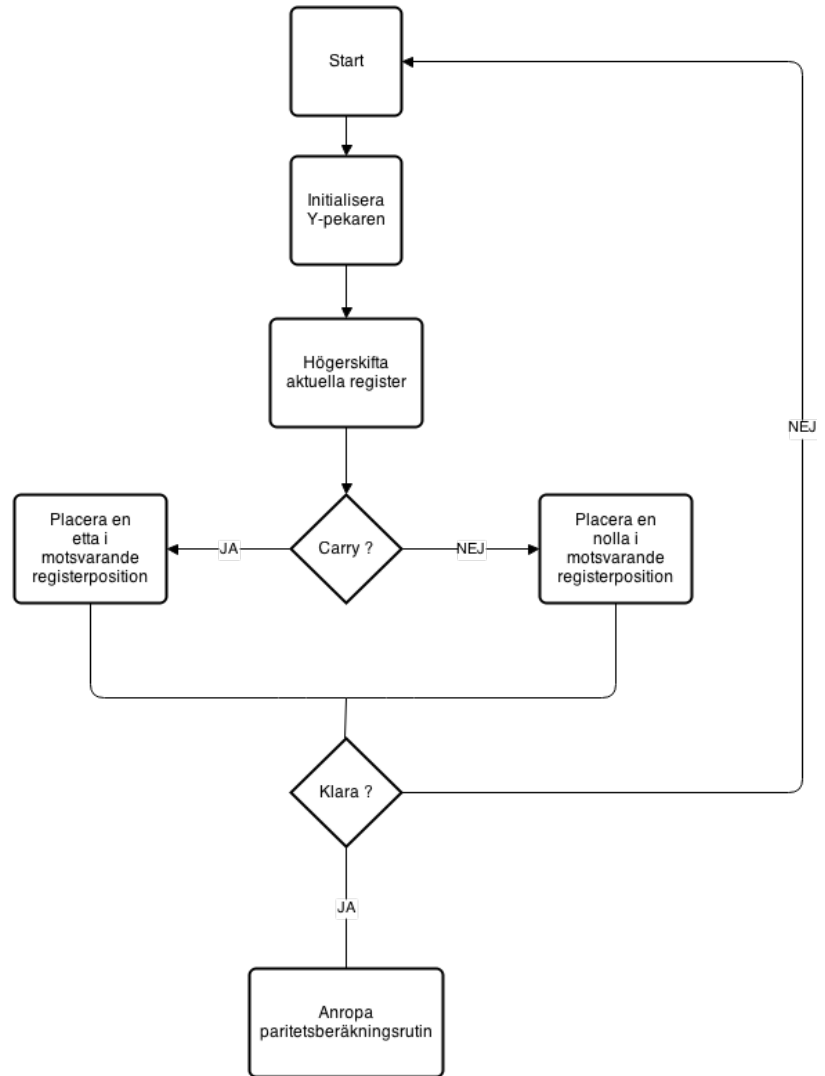 Start
Initialisera
Y-pekaren
Högerskifta
aktuella register
Placera en
etta i
motsvarande
registerposition
JA
Carry ?
NEJ
Placera en
nolla i
motsvarande
registerposition
NEJ
Klara ?
JA
Anropa
paritetsberäkningsrutin